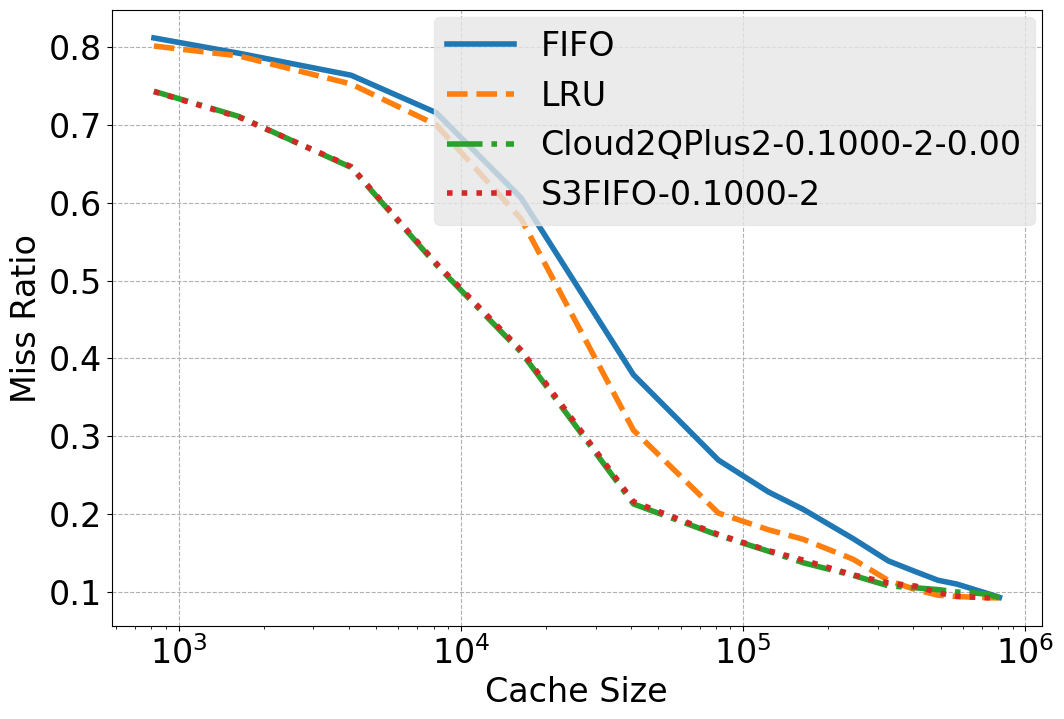 FIFO
LRU
Cloud2QPlus2-0.1000-2-0.00
S3FIFO-0.1000-2
Miss Ratio
0.8
0.7
0.6
0.5
0.4
0.3
0.2
0.1
10³ 10⁴ 10⁵ 10⁶
Cache Size